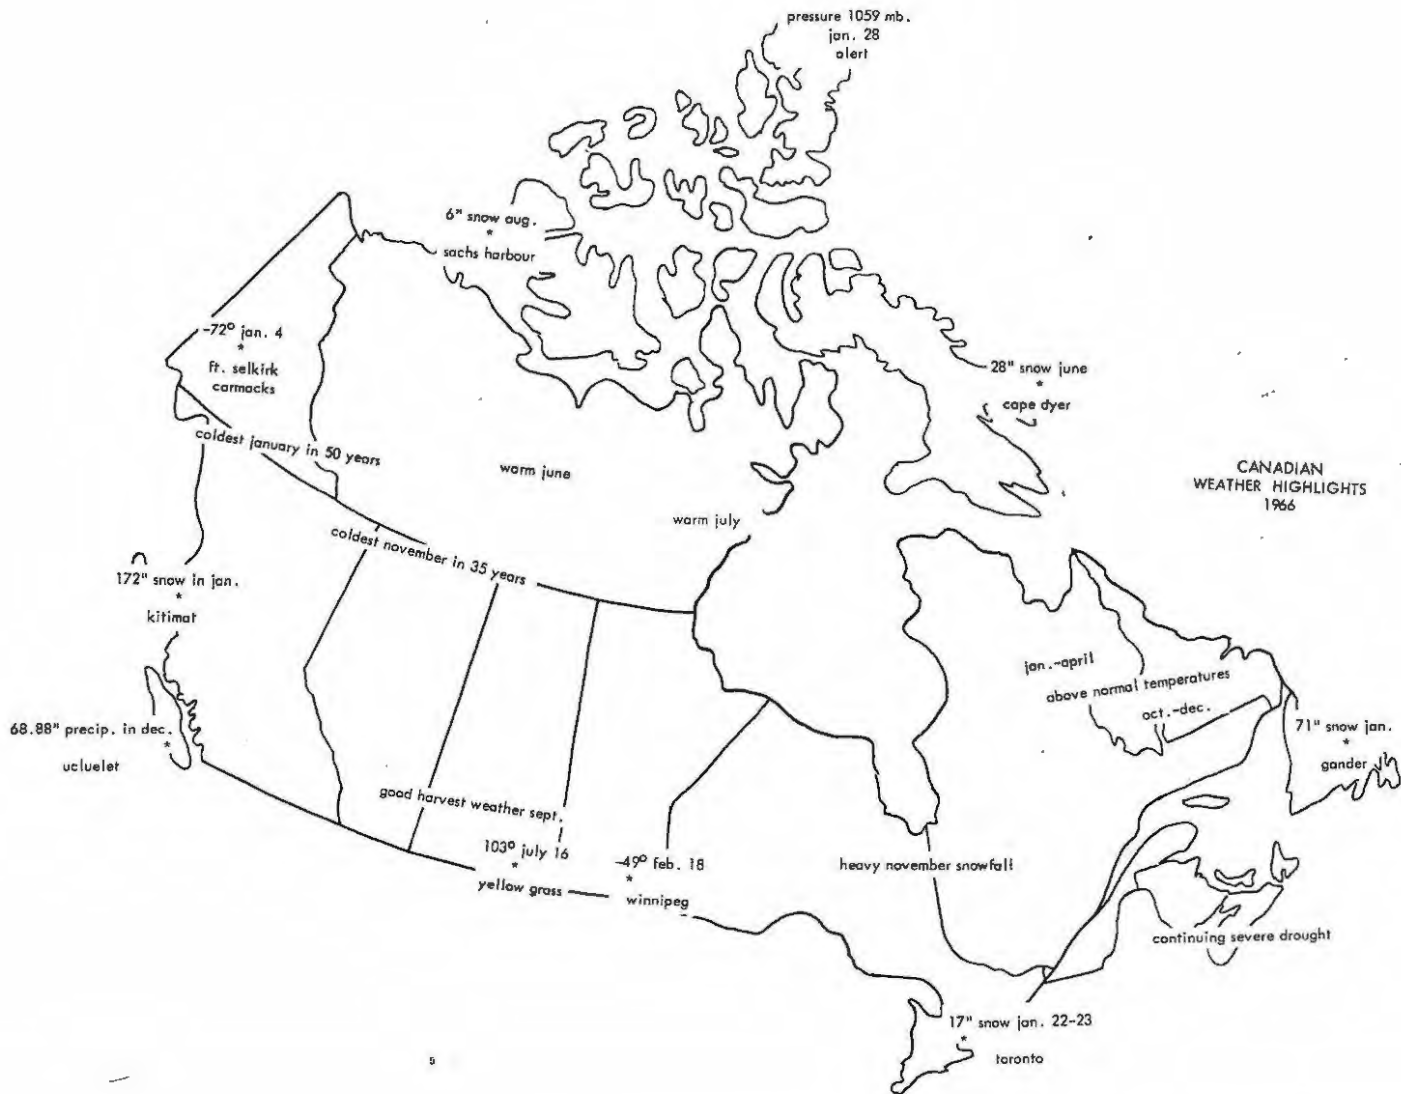 pressure 1059 mb.
jan. 28
alert
6" snow aug.
*
sachs harbour
-72° jan. 4
*
ft. selkirk
carmacks
28" snow june
*
cape dyer
coldest january in 50 years
warm june
CANADIAN
WEATHER HIGHLIGHTS
1966
warm july
coldest november in 35 years
172" snow in jan.
*
kitimat
jan.-april
above normal temperatures
oct.-dec.
68.88" precip. in dec.
*
ucluelet
71" snow jan.
*
gander
good harvest weather sept.
103° july 16
*
yellow grass
-49° feb. 18
*
winnipeg
heavy november snowfall
continuing severe drought
17" snow jan. 22-23
*
toronto
5